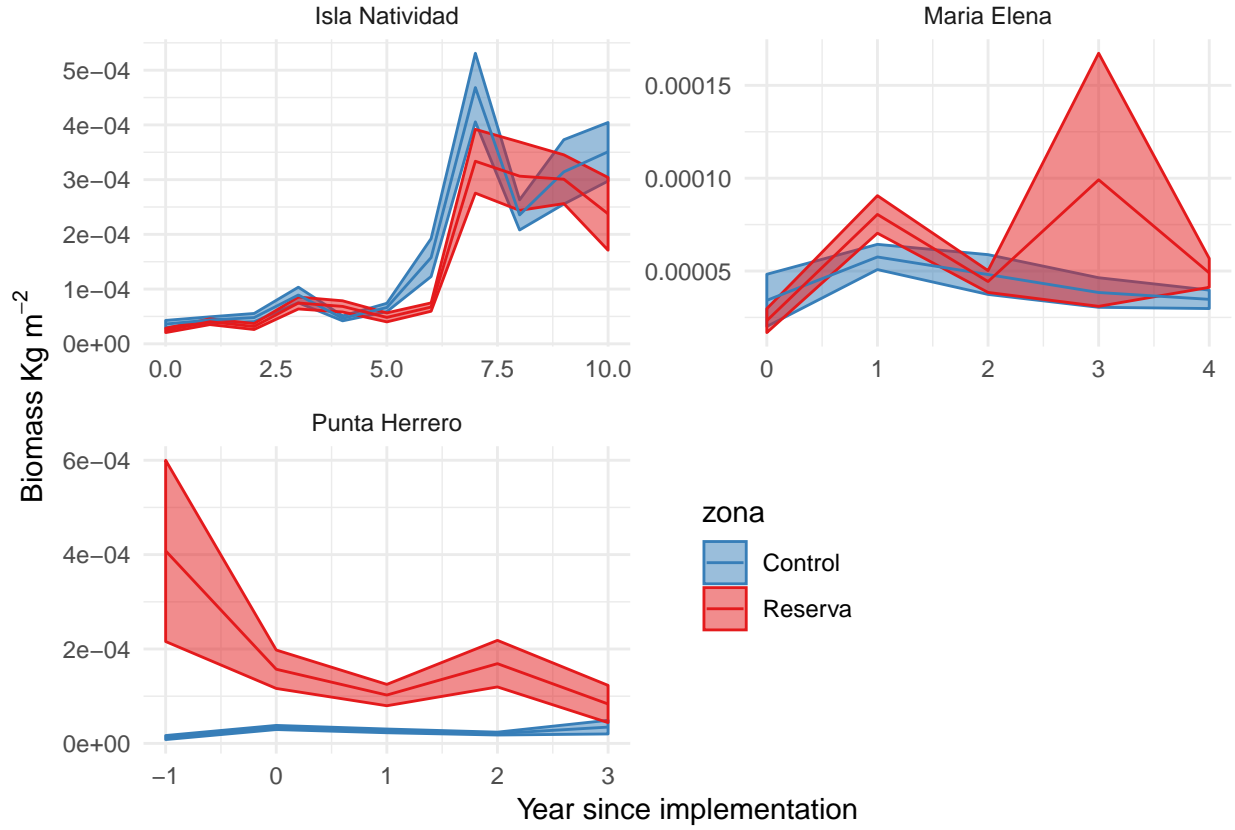 Isla Natividad
Maria Elena
5e−04
4e−04
3e−04
2e−04
1e−04
0e+00
0.0 2.5 5.0 7.5 10.0
0.00015
0.00010
0.00005
0 1 2 3 4
Biomass Kg m⁻²
Punta Herrero
6e−04
4e−04
2e−04
0e+00
−1 0 1 2 3
zona
Control
Reserva
Year since implementation